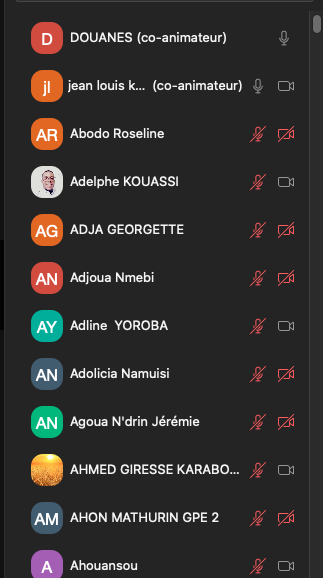 D DOUANES (co-animateur)
jl jean louis k... (co-animateur)
AR Abodo Roseline
Adelphe KOUASSI
AG ADJA GEORGETTE
AN Adjoua Nmebi
AY Adline YOROBA
AN Adolicia Namuisi
AN Agoua N'drin Jérémie
AHMED GIRESSE KARABO...
AM AHON MATHURIN GPE 2
A Ahouansou